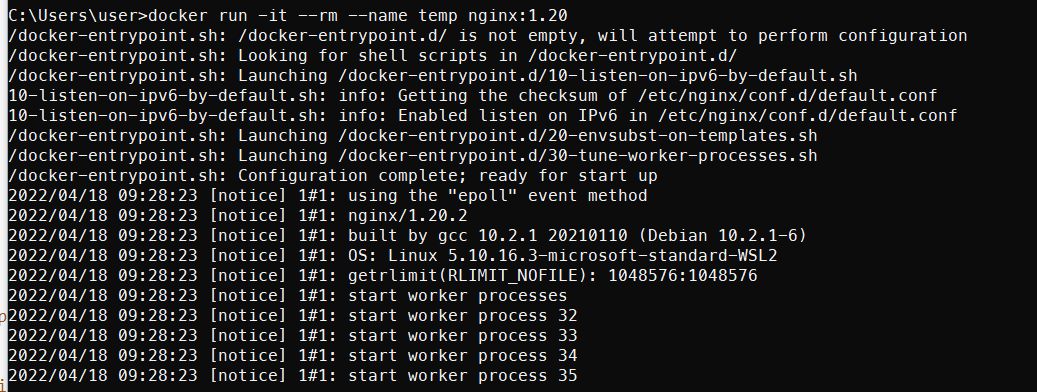 C:\Users\user>docker run -it --rm --name temp nginx:1.20
/docker-entrypoint.sh: /docker-entrypoint.d/ is not empty, will attempt to perform configuration
/docker-entrypoint.sh: Looking for shell scripts in /docker-entrypoint.d/
/docker-entrypoint.sh: Launching /docker-entrypoint.d/10-listen-on-ipv6-by-default.sh
10-listen-on-ipv6-by-default.sh: info: Getting the checksum of /etc/nginx/conf.d/default.conf
10-listen-on-ipv6-by-default.sh: info: Enabled listen on IPv6 in /etc/nginx/conf.d/default.conf
/docker-entrypoint.sh: Launching /docker-entrypoint.d/20-envsubst-on-templates.sh
/docker-entrypoint.sh: Launching /docker-entrypoint.d/30-tune-worker-processes.sh
/docker-entrypoint.sh: Configuration complete; ready for start up
2022/04/18 09:28:23 [notice] 1#1: using the "epoll" event method
2022/04/18 09:28:23 [notice] 1#1: nginx/1.20.2
2022/04/18 09:28:23 [notice] 1#1: built by gcc 10.2.1 20210110 (Debian 10.2.1-6)
2022/04/18 09:28:23 [notice] 1#1: OS: Linux 5.10.16.3-microsoft-standard-WSL2
2022/04/18 09:28:23 [notice] 1#1: getrlimit(RLIMIT_NOFILE): 1048576:1048576
2022/04/18 09:28:23 [notice] 1#1: start worker processes
2022/04/18 09:28:23 [notice] 1#1: start worker process 32
2022/04/18 09:28:23 [notice] 1#1: start worker process 33
2022/04/18 09:28:23 [notice] 1#1: start worker process 34
2022/04/18 09:28:23 [notice] 1#1: start worker process 35